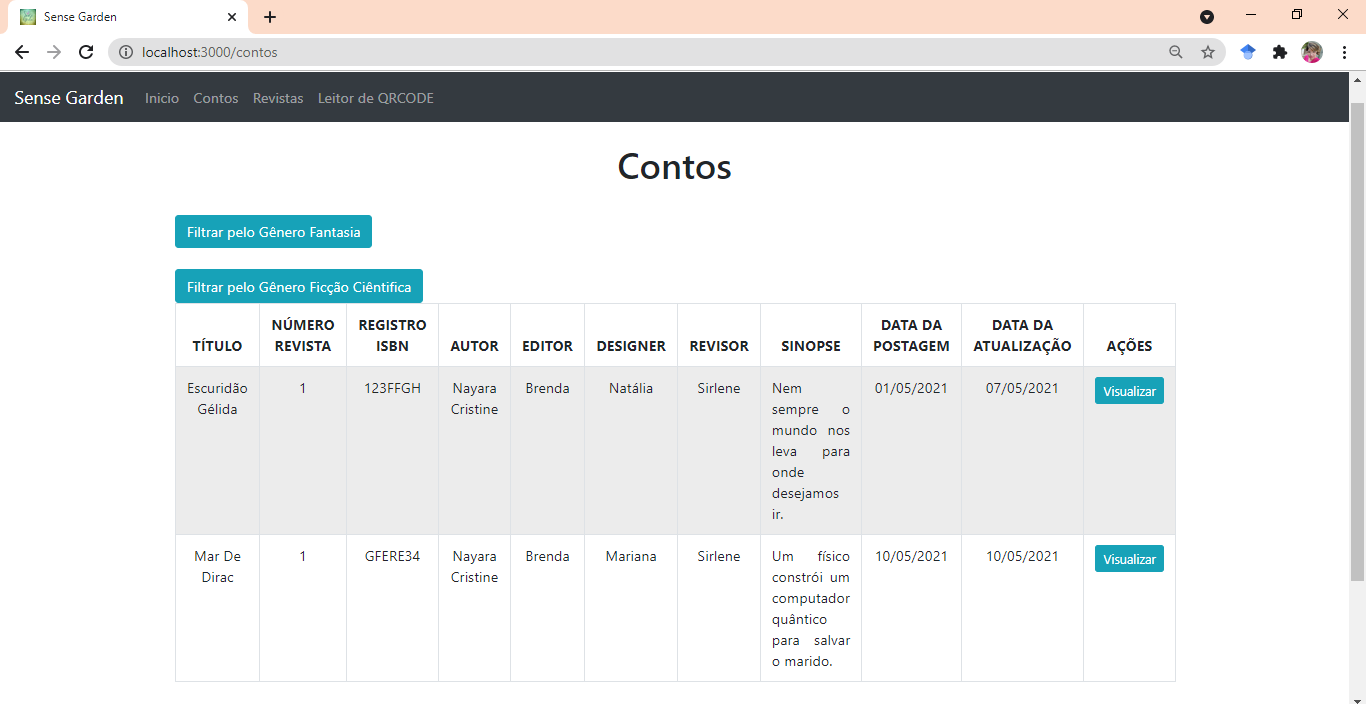 Sense Garden
localhost:3000/contos
Sense Garden Inicio Contos Revistas Leitor de QRCODE
Contos
Filtrar pelo Gênero Fantasia
Filtrar pelo Gênero Ficção Ciêntifica
TÍTULO
NÚMERO
REVISTA
REGISTRO
ISBN
AUTOR
EDITOR
DESIGNER
REVISOR
SINOPSE
DATA DA
POSTAGEM
DATA DA
ATUALIZAÇÃO
AÇÕES
Escuridão
Gélida
1
123FFGH
Nayara
Cristine
Brenda
Natália
Sirlene
Nem
sempre o
mundo nos
leva para
onde
desejamos
ir.
01/05/2021
07/05/2021
Visualizar
Mar De
Dirac
1
GFERE34
Nayara
Cristine
Brenda
Mariana
Sirlene
Um físico
constrói um
computador
quântico
para salvar
o marido.
10/05/2021
10/05/2021
Visualizar